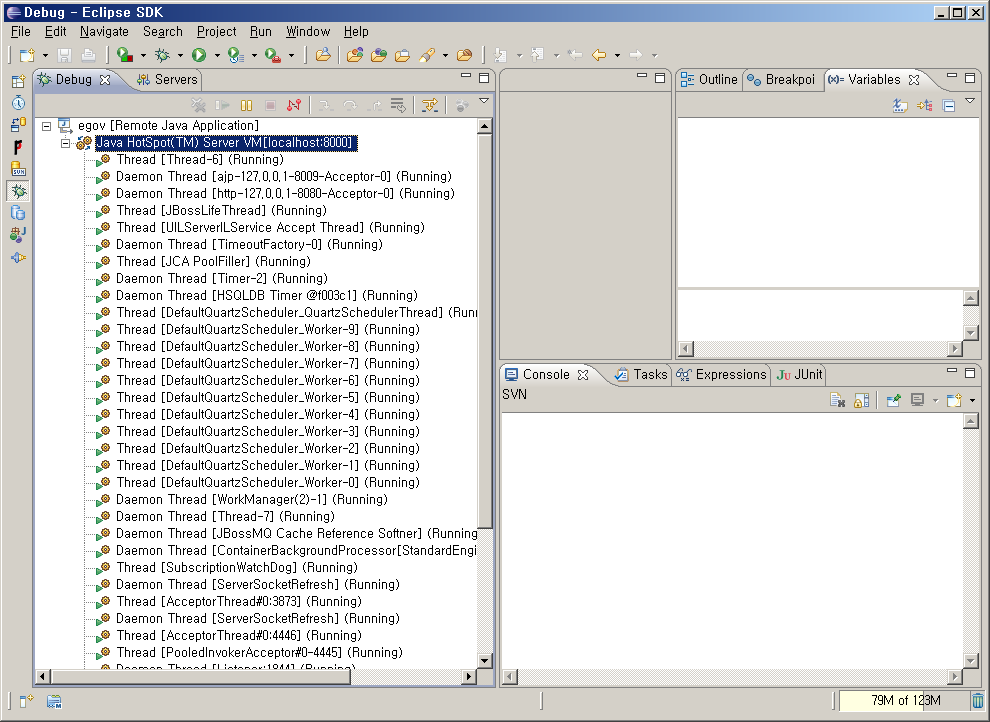 Debug - Eclipse SDK
File Edit Navigate Search Project Run Window Help
Debug Servers
egov [Remote Java Application]
Java HotSpot(TM) Server VM[localhost:8000]
Thread [Thread-6] (Running)
Daemon Thread [ajp-127.0.0.1-8009-Acceptor-0] (Running)
Daemon Thread [http-127.0.0.1-8080-Acceptor-0] (Running)
Thread [JBossLifeThread] (Running)
Thread [UILServerILService Accept Thread] (Running)
Daemon Thread [TimeoutFactory-0] (Running)
Thread [JCA PoolFiller] (Running)
Daemon Thread [Timer-2] (Running)
Daemon Thread [HSQLDB Timer @f003c1] (Running)
Thread [DefaultQuartzScheduler_QuartzSchedulerThread] (Runn
Thread [DefaultQuartzScheduler_Worker-9] (Running)
Thread [DefaultQuartzScheduler_Worker-8] (Running)
Thread [DefaultQuartzScheduler_Worker-7] (Running)
Thread [DefaultQuartzScheduler_Worker-6] (Running)
Thread [DefaultQuartzScheduler_Worker-5] (Running)
Thread [DefaultQuartzScheduler_Worker-4] (Running)
Thread [DefaultQuartzScheduler_Worker-3] (Running)
Thread [DefaultQuartzScheduler_Worker-2] (Running)
Thread [DefaultQuartzScheduler_Worker-1] (Running)
Thread [DefaultQuartzScheduler_Worker-0] (Running)
Daemon Thread [WorkManager(2)-1] (Running)
Daemon Thread [Thread-7] (Running)
Daemon Thread [JBossMQ Cache Reference Softner] (Running
Daemon Thread [ContainerBackgroundProcessor[StandardEngi
Thread [SubscriptionWatchDog] (Running)
Daemon Thread [ServerSocketRefresh] (Running)
Thread [AcceptorThread#0:3873] (Running)
Daemon Thread [ServerSocketRefresh] (Running)
Thread [AcceptorThread#0:4446] (Running)
Thread [PooledInvokerAcceptor#0-4445] (Running)
Daemon Thread [Listener:1844] (Running)
Outline Breakpoi (x)= Variables
Console Tasks Expressions Ju JUnit
SVN
79M of 123M